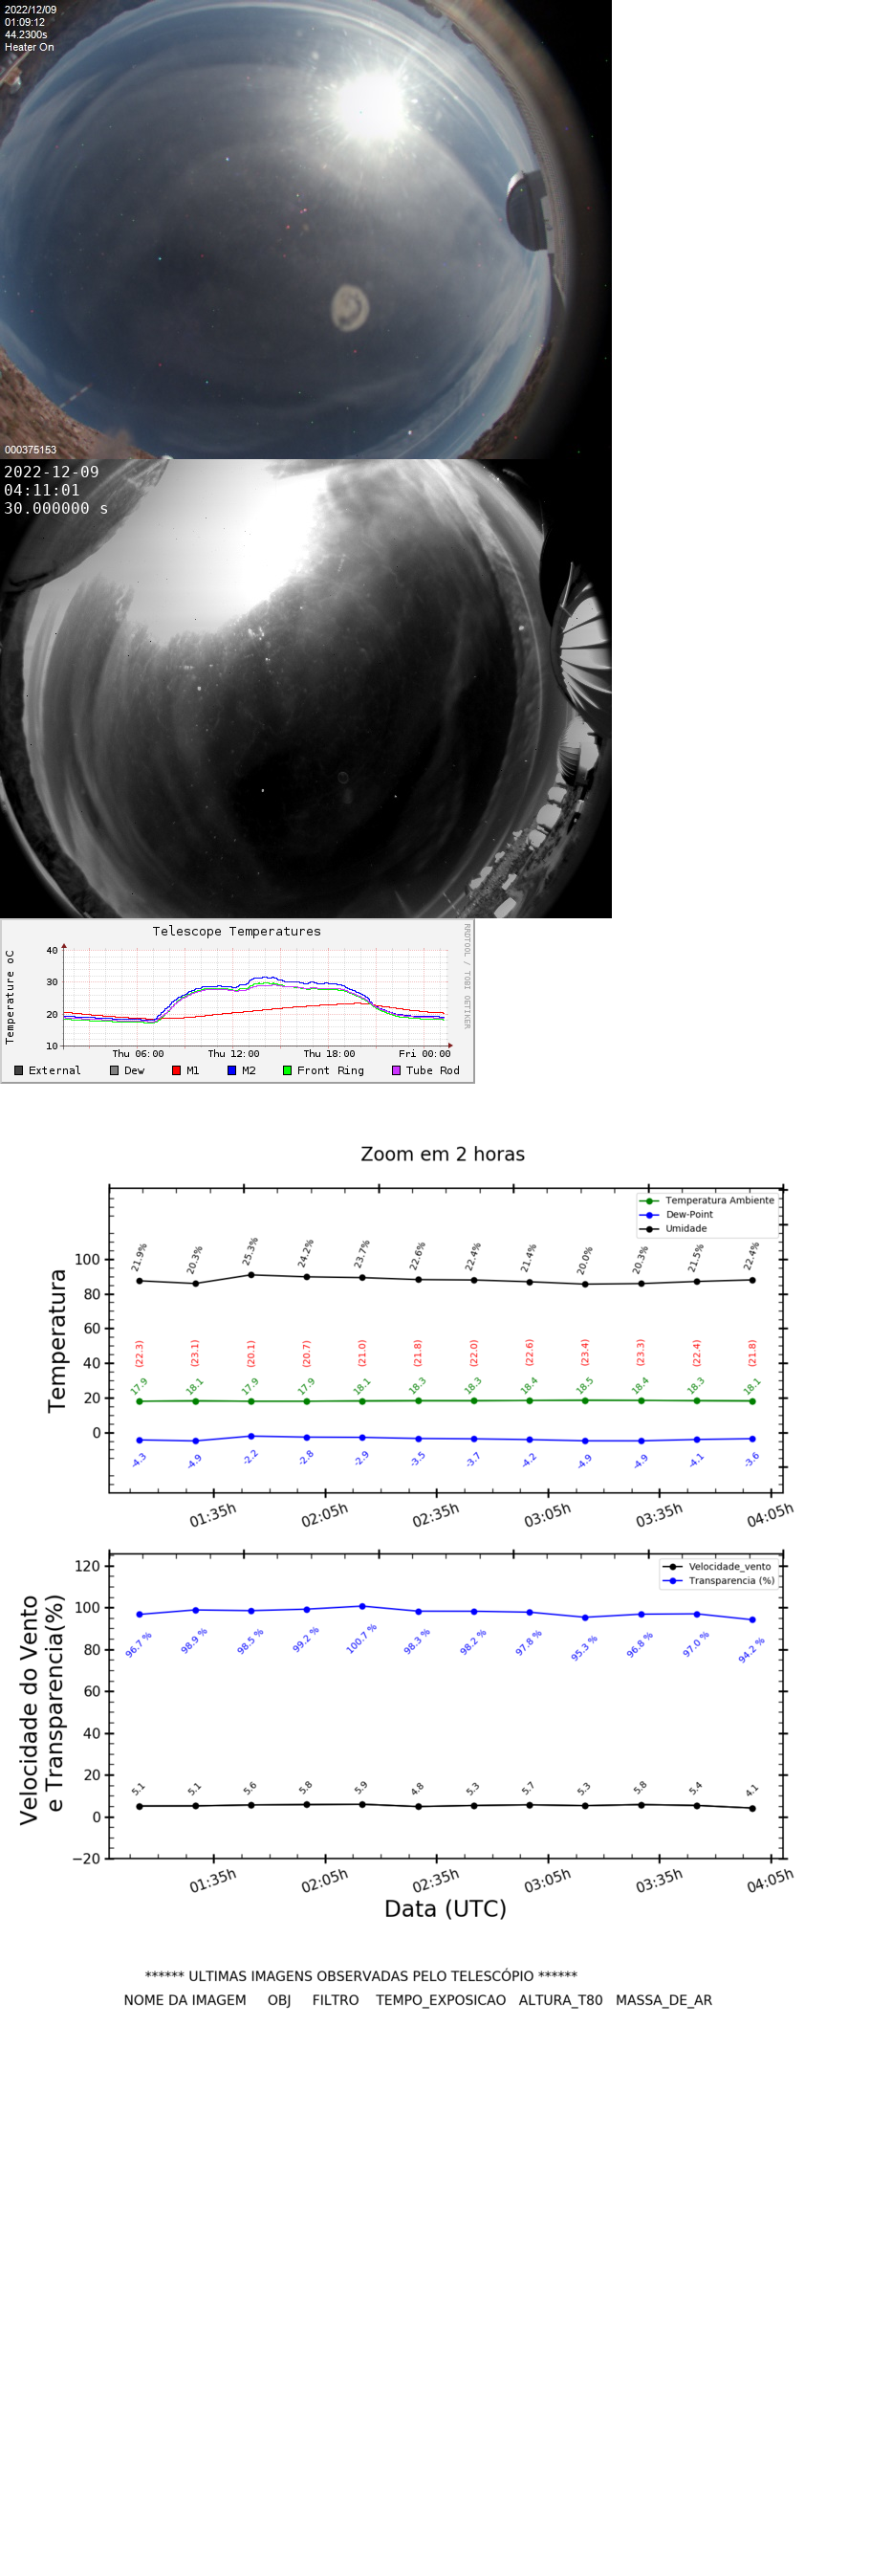 2022/12/09
01:09:12
44.2300s
Heater On
000375153
2022-12-09
04:11:01
30.000000 s
Telescope Temperatures
RRDTOOL / TOBI OETIKER
Temperature oC
40
30
20
10
Thu 06:00 Thu 12:00 Thu 18:00 Fri 00:00
External Dew M1 M2 Front Ring Tube Rod
Zoom em 2 horas
Temperatura Ambiente
Dew-Point
Umidade
Temperatura
100
80
60
40
20
0
21.9% 20.3% 25.3% 24.2% 23.7% 22.6% 22.4% 21.4% 20.0% 20.3% 21.5% 22.4%
(22.3) (23.1) (20.1) (20.7) (21.0) (21.8) (22.0) (22.6) (23.4) (23.3) (22.4) (21.8)
17.9 18.1 17.9 17.9 18.1 18.3 18.3 18.4 18.5 18.4 18.3 18.1
-4.3 -4.9 -2.2 -2.8 -2.9 -3.5 -3.7 -4.2 -4.9 -4.9 -4.1 -3.6
01:35h 02:05h 02:35h 03:05h 03:35h 04:05h
Velocidade_vento
Transparencia (%)
Velocidade do Vento
e Transparencia(%)
120
100
80
60
40
20
0
−20
96.7 % 98.9 % 98.5 % 99.2 % 100.7 % 98.3 % 98.2 % 97.8 % 95.3 % 96.8 % 97.0 % 94.2 %
5.1 5.1 5.6 5.8 5.9 4.8 5.3 5.7 5.3 5.8 5.4 4.1
01:35h 02:05h 02:35h 03:05h 03:35h 04:05h
Data (UTC)
****** ULTIMAS IMAGENS OBSERVADAS PELO TELESCÓPIO ******
NOME DA IMAGEM OBJ FILTRO TEMPO_EXPOSICAO ALTURA_T80 MASSA_DE_AR